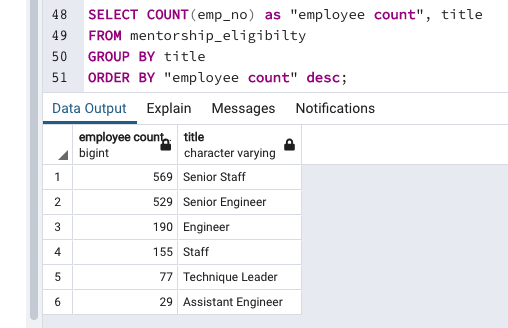 48 SELECT COUNT(emp_no) as "employee count", title
49 FROM mentorship_eligibilty
50 GROUP BY title
51 ORDER BY "employee count" desc;
Data Output Explain Messages Notifications
employee count... title
bigint character varying
1 569 Senior Staff
2 529 Senior Engineer
3 190 Engineer
4 155 Staff
5 77 Technique Leader
6 29 Assistant Engineer